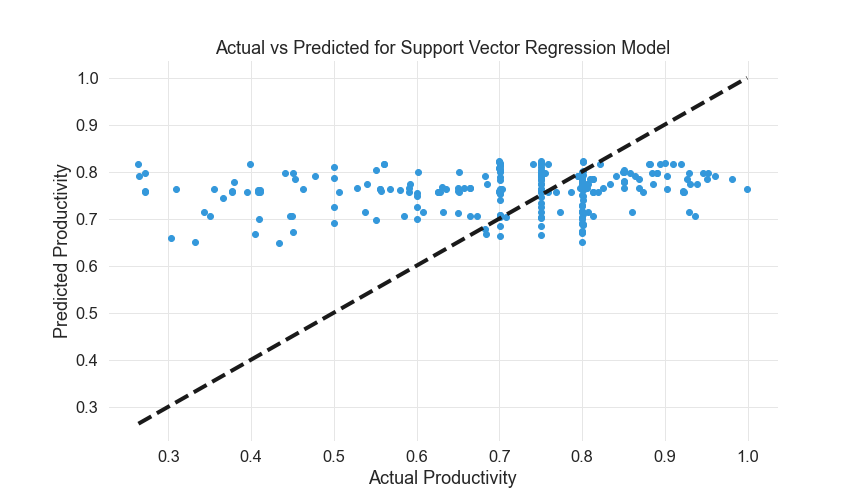 Actual vs Predicted for Support Vector Regression Model
1.0
0.9
0.8
0.7
0.6
0.5
0.4
0.3
Predicted Productivity
0.3 0.4 0.5 0.6 0.7 0.8 0.9 1.0
Actual Productivity